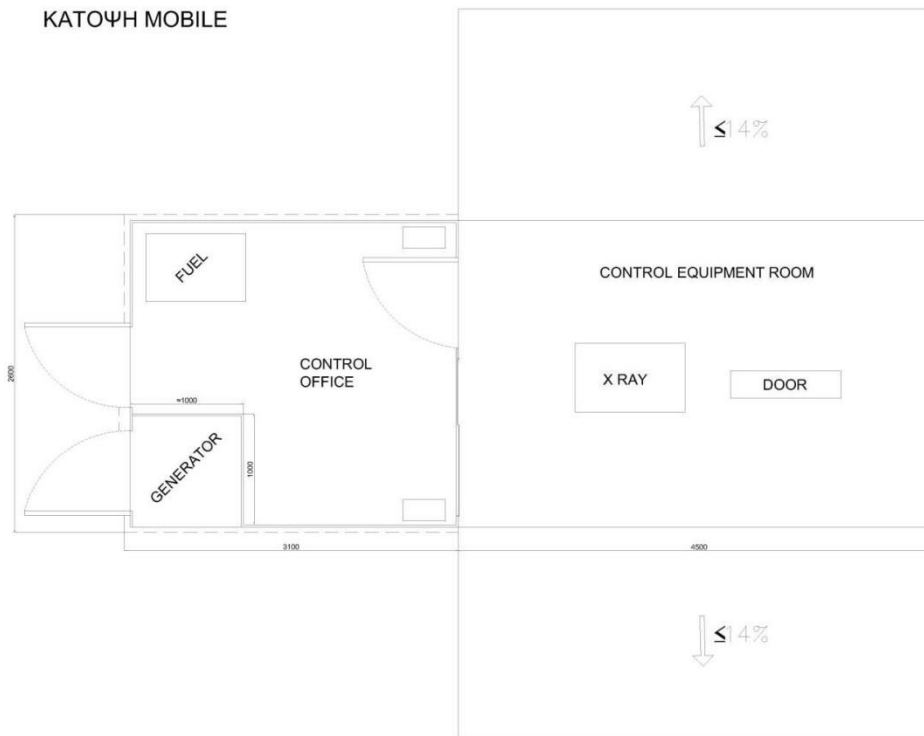 ΚΑΤΟΨΗ MOBILE
≤14%
FUEL
CONTROL EQUIPMENT ROOM
CONTROL
OFFICE
X RAY
DOOR
2600
≈1000
GENERATOR
1000
3100
4500
≤14%